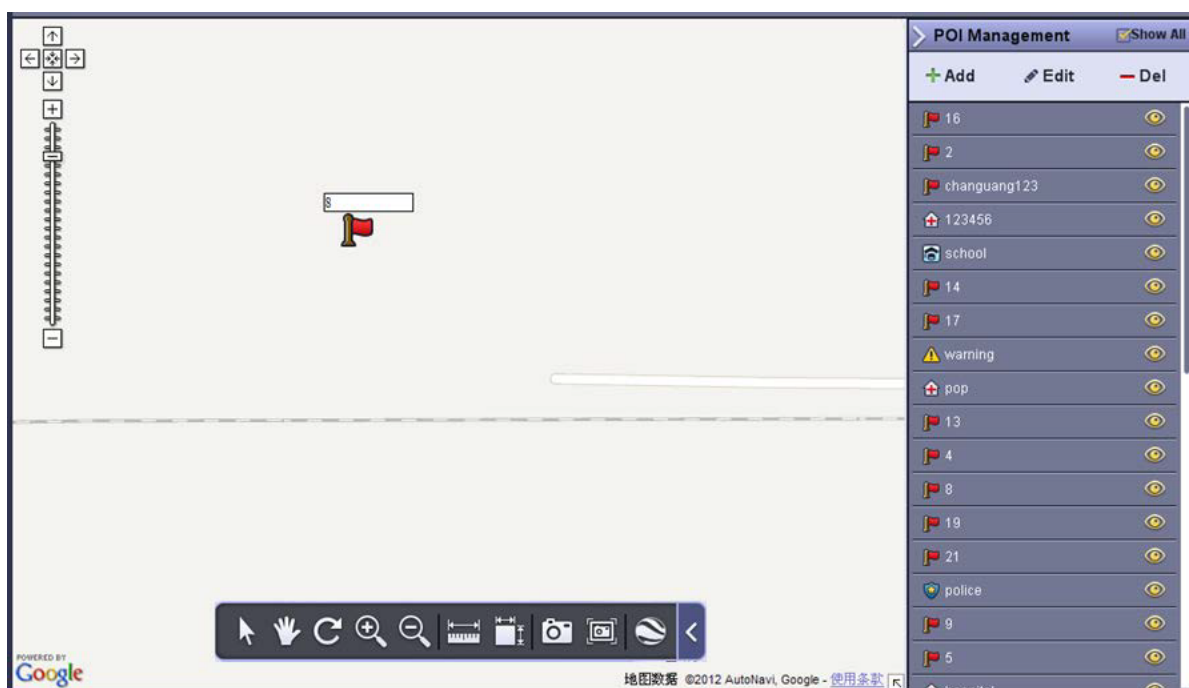 POI Management
Show All
Add
Edit
Del
16
2
changuang123
123456
school
14
17
warning
pop
13
4
8
19
21
police
9
5
8
POWERED BY
Google
地图数据 ©2012 AutoNavi, Google - 使用条款